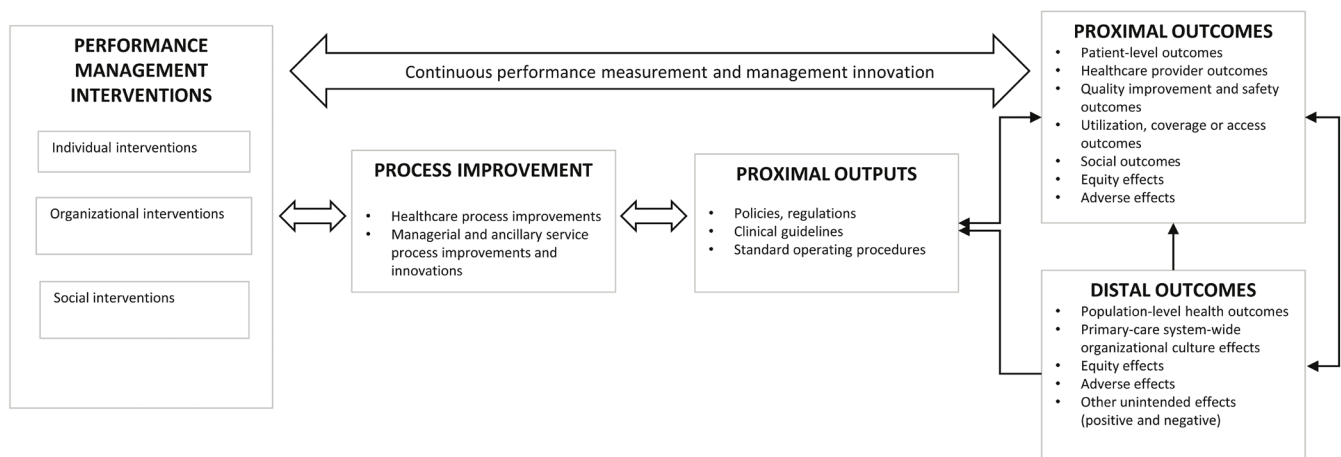 PERFORMANCE
MANAGEMENT
INTERVENTIONS
Individual interventions
Organizational interventions
Social interventions
Continuous performance measurement and management innovation
PROCESS IMPROVEMENT
• Healthcare process improvements
• Managerial and ancillary service
process improvements and
innovations
PROXIMAL OUTPUTS
• Policies, regulations
• Clinical guidelines
• Standard operating procedures
PROXIMAL OUTCOMES
• Patient-level outcomes
• Healthcare provider outcomes
• Quality improvement and safety
outcomes
• Utilization, coverage or access
outcomes
• Social outcomes
• Equity effects
• Adverse effects
DISTAL OUTCOMES
• Population-level health outcomes
• Primary-care system-wide
organizational culture effects
• Equity effects
• Adverse effects
• Other unintended effects
(positive and negative)